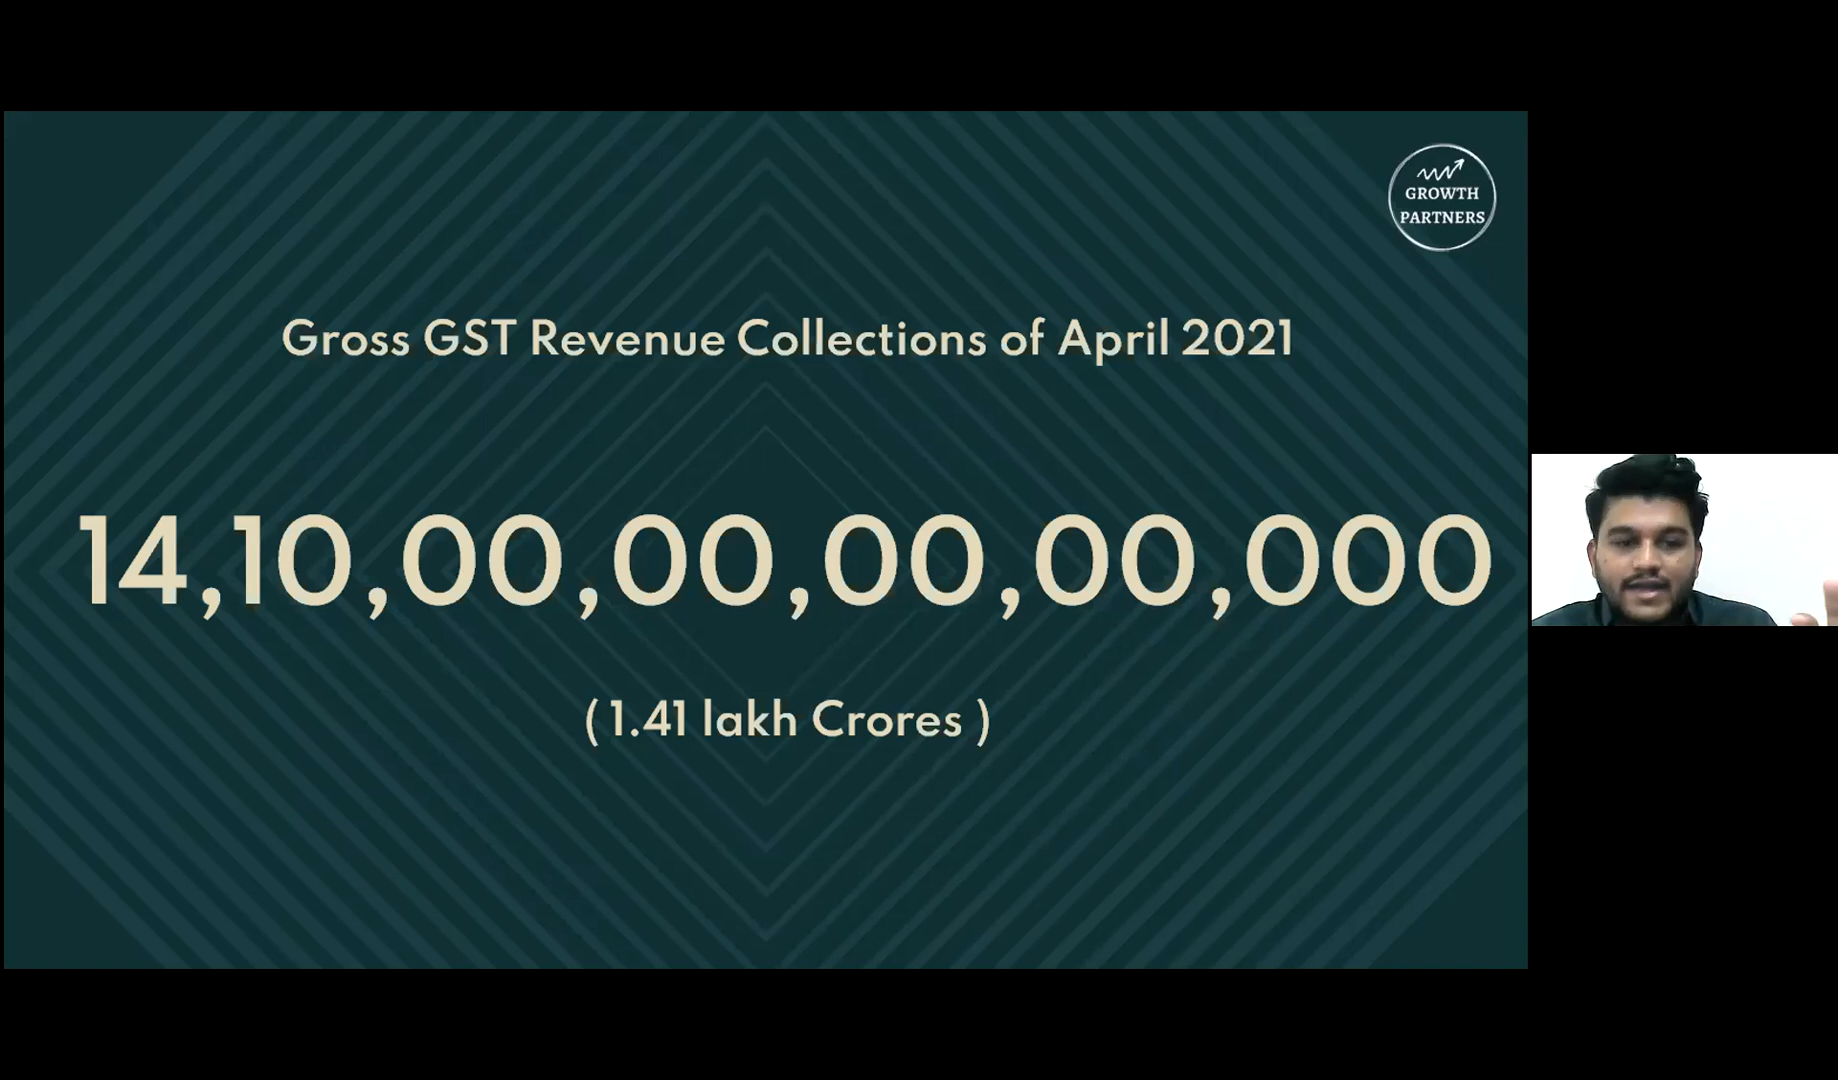 GROWTH
PARTNERS
Gross GST Revenue Collections of April 2021
14,10,00,00,00,00,000
( 1.41 lakh Crores )